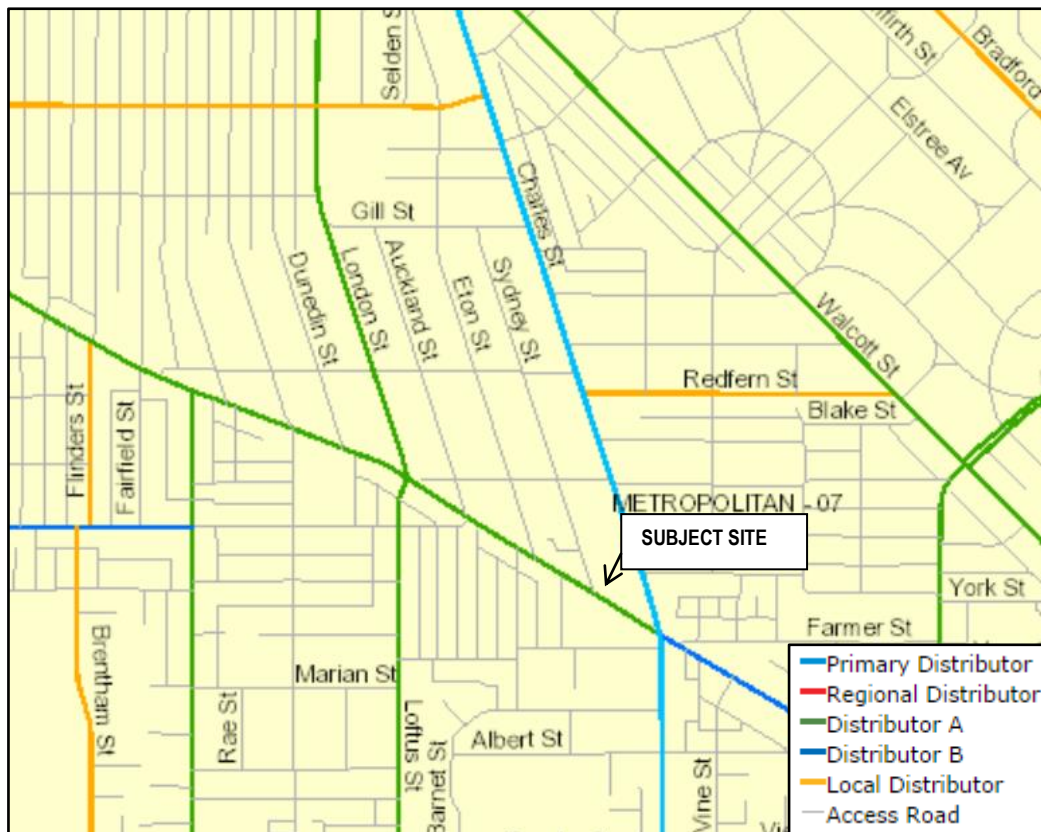 Selden S
iffirth St
Bradford
Elstree Av
Charles St
Gill St
Dunedin St
London St
Auckland St
Eton St
Sydney St
Walcott St
Redfern St
Blake St
Flinders St
Fairfield St
METROPOLITAN - 07
SUBJECT SITE
York St
Farmer St
Brentham St
Marian St
Rae St
Loftus St
Barnet St
Albert St
Vine St
Vi
Primary Distributor
Regional Distributor
Distributor A
Distributor B
Local Distributor
Access Road